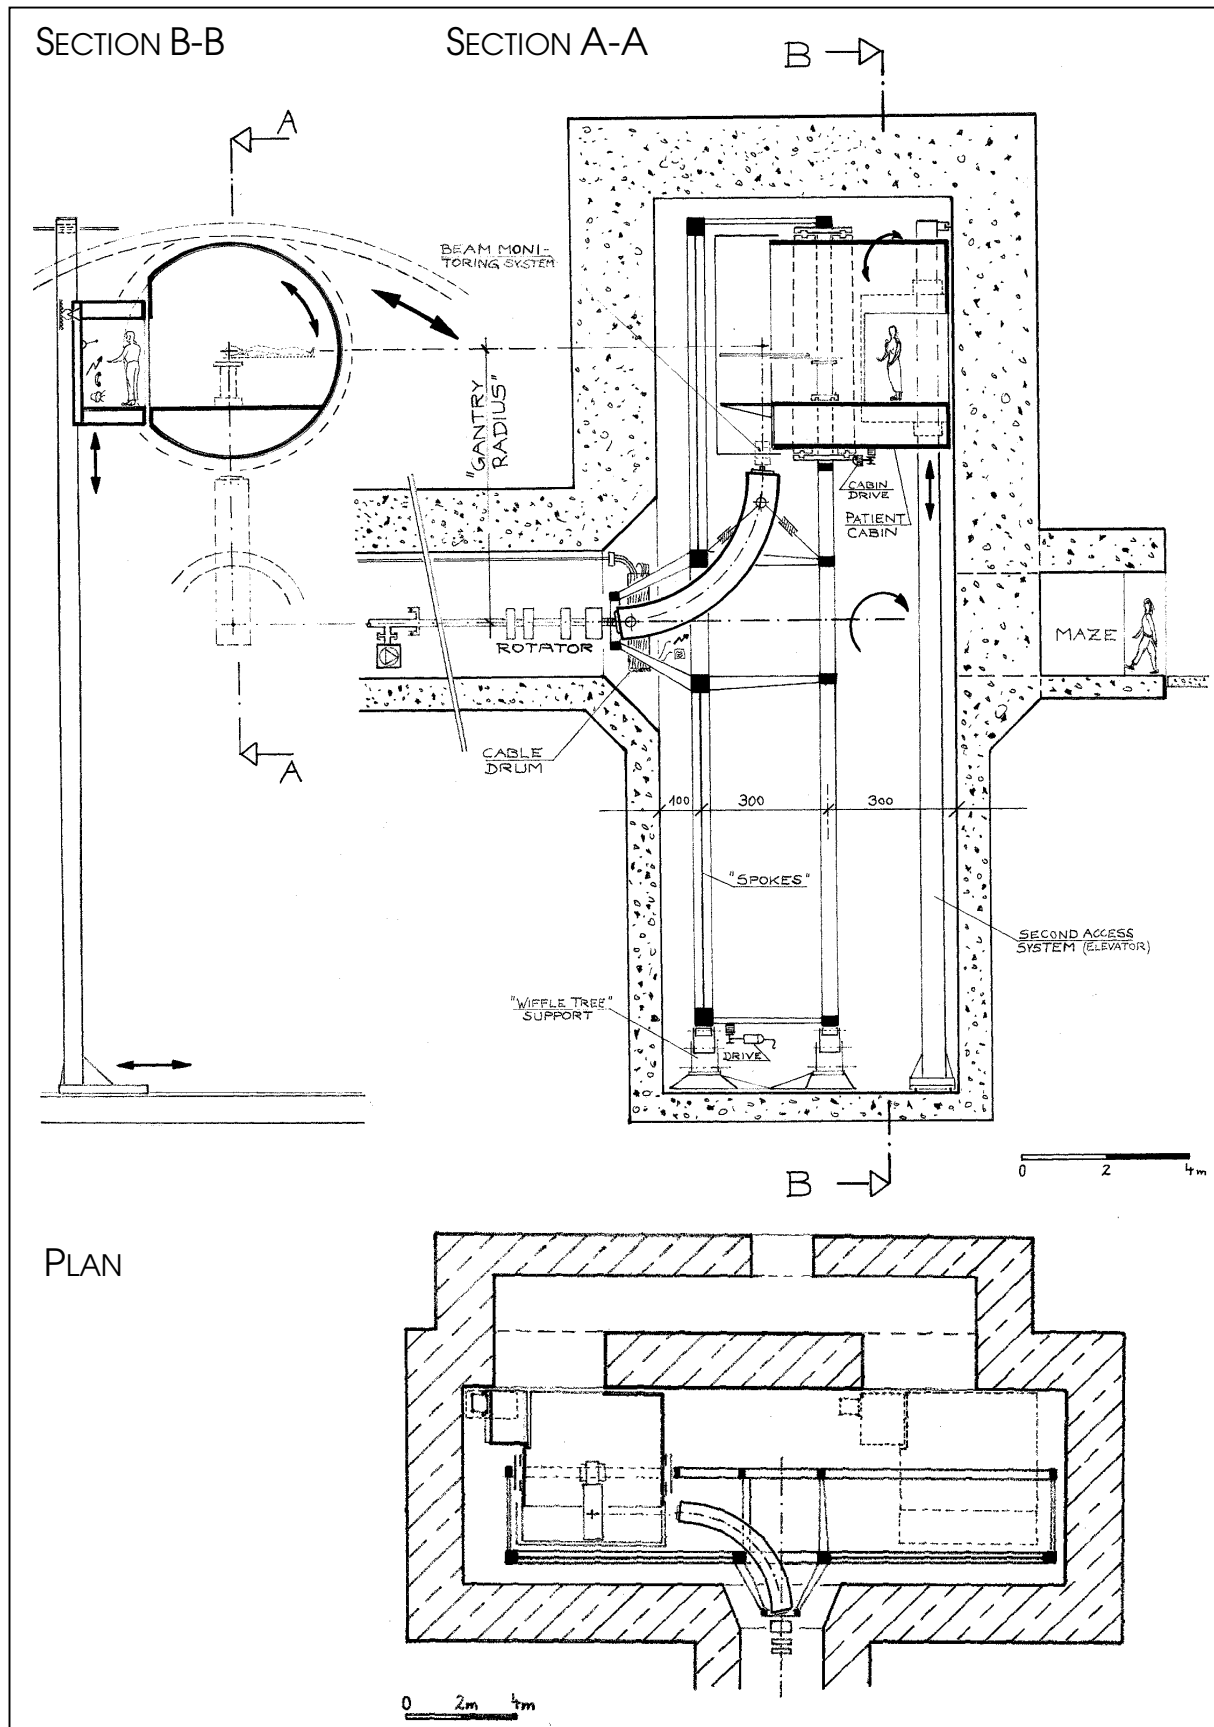 SECTION B-B
SECTION A-A
B
A
BEAM MONI-
TORING SYSTEM
"GANTRY
RADIUS"
CABIN
DRIVE
PATIENT
CABIN
ROTATOR
MAZE
A
CABLE
DRUM
100
300
300
"SPOKES"
SECOND ACCESS
SYSTEM (ELEVATOR)
"WIFFLE TREE"
SUPPORT
DRIVE
0 2 4m
B
PLAN
0 2m 4m